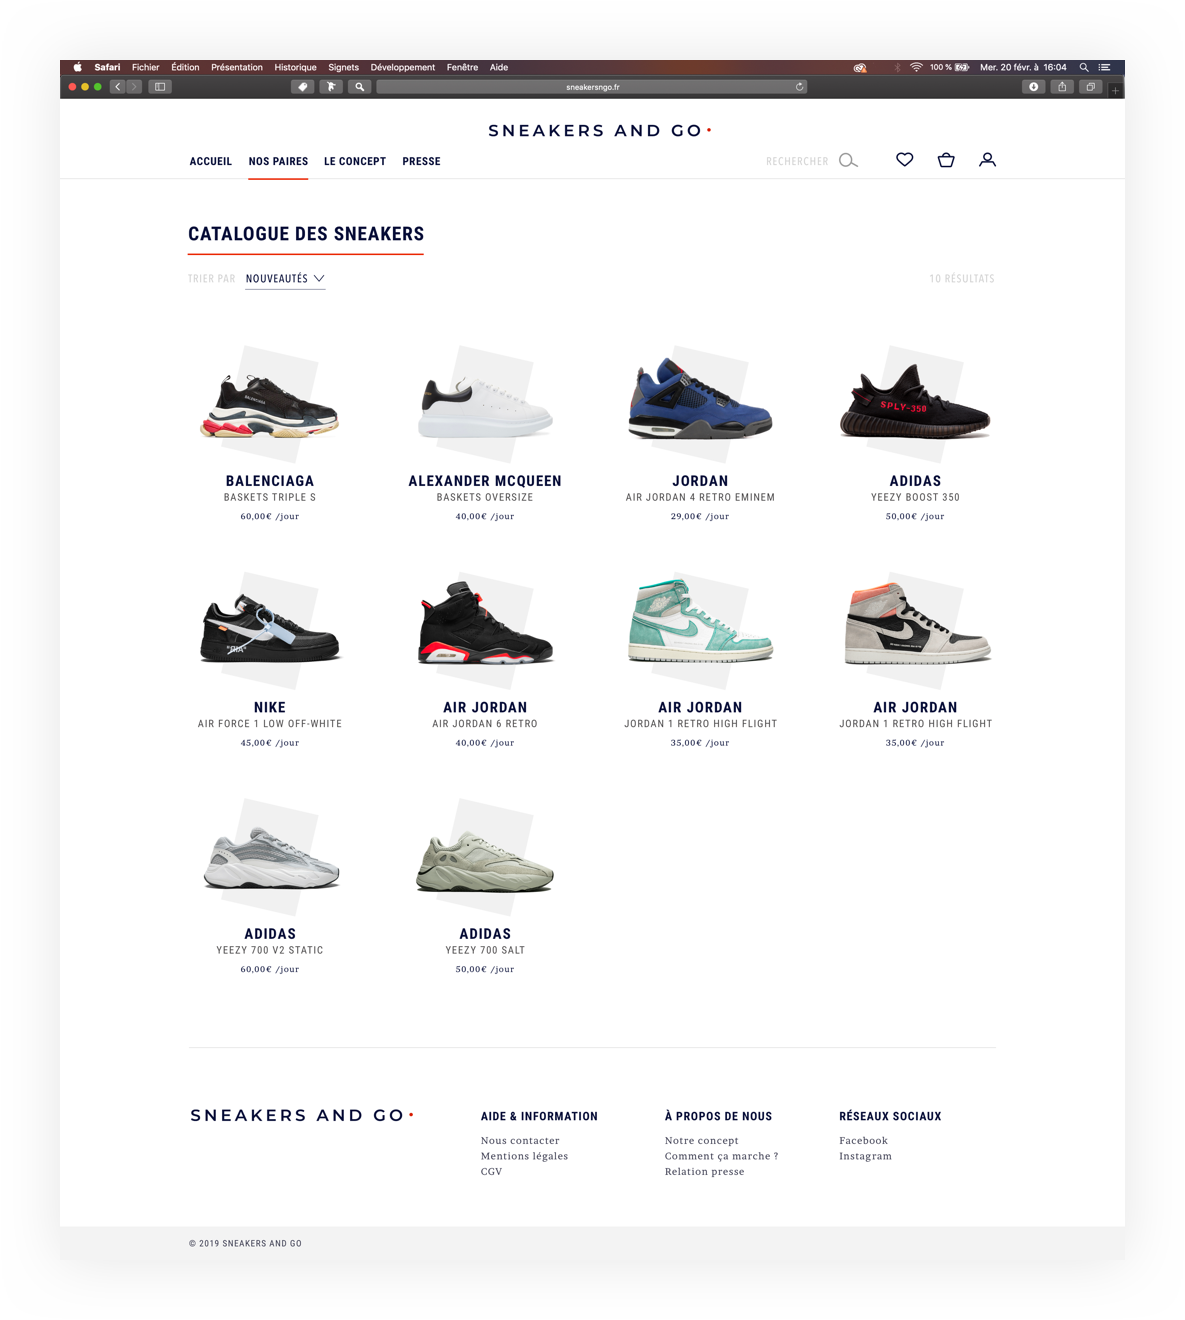 Safari Fichier Édition Présentation Historique Signets Développement Fenêtre Aide 100 % Mer. 20 févr. à 16:04
sneakersngo.fr
SNEAKERS AND GO
ACCUEIL NOS PAIRES LE CONCEPT PRESSE RECHERCHER
CATALOGUE DES SNEAKERS
TRIER PAR NOUVEAUTÉS 10 RÉSULTATS
BALENCIAGA
SPLY-350
BALENCIAGA ALEXANDER MCQUEEN JORDAN ADIDAS
BASKETS TRIPLE S BASKETS OVERSIZE AIR JORDAN 4 RETRO EMINEM YEEZY BOOST 350
60,00€ /jour 40,00€ /jour 29,00€ /jour 50,00€ /jour
"AIR"
NIKE AIR JORDAN AIR JORDAN AIR JORDAN
AIR FORCE 1 LOW OFF-WHITE AIR JORDAN 6 RETRO JORDAN 1 RETRO HIGH FLIGHT JORDAN 1 RETRO HIGH FLIGHT
45,00€ /jour 40,00€ /jour 35,00€ /jour 35,00€ /jour
ADIDAS ADIDAS
YEEZY 700 V2 STATIC YEEZY 700 SALT
60,00€ /jour 50,00€ /jour
SNEAKERS AND GO AIDE & INFORMATION À PROPOS DE NOUS RÉSEAUX SOCIAUX
Nous contacter Notre concept Facebook
Mentions légales Comment ça marche ? Instagram
CGV Relation presse
© 2019 SNEAKERS AND GO